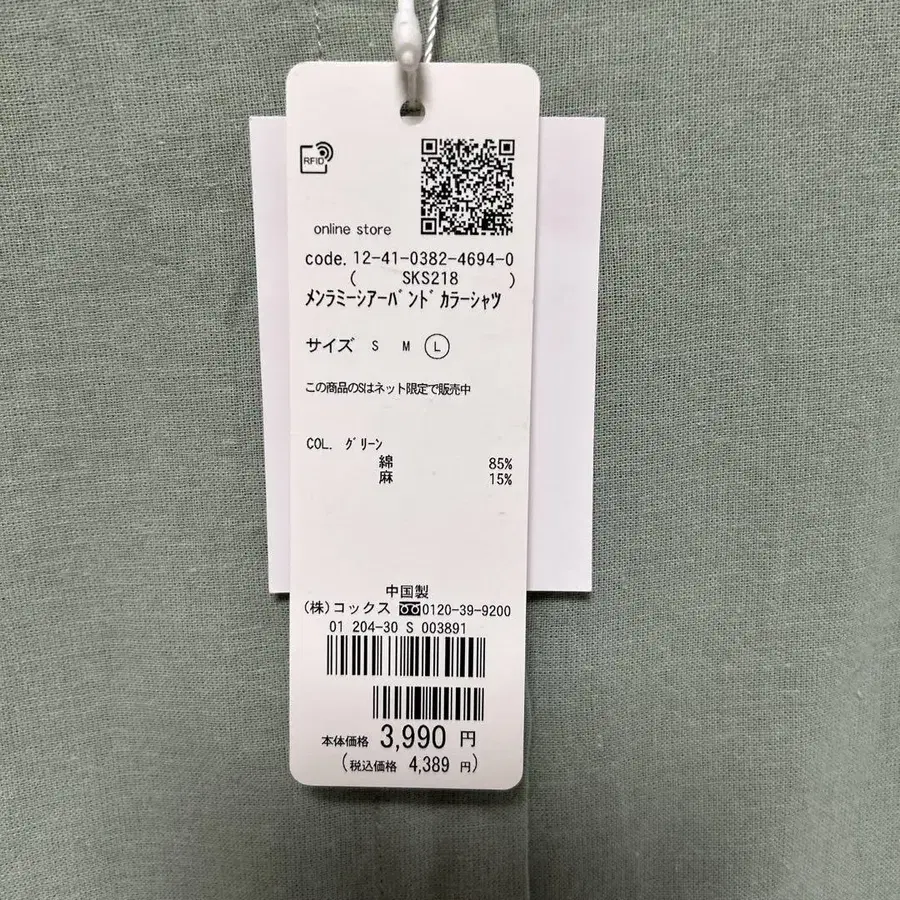 RFID
online store
code. 12-41-0382-4694-0
( SKS218 )
ﾒﾝﾗﾐｰｼｱｰﾊﾞﾝﾄﾞｶﾗｰｼｬﾂ
サイズ S M L
この商品のSはネット限定で販売中
COL. ｸﾞﾘｰﾝ
綿 85%
麻 15%
中国製
(株)コックス 0120-39-9200
01 204-30 S 003891
本体価格 3,990 円
(税込価格 4,389 円)